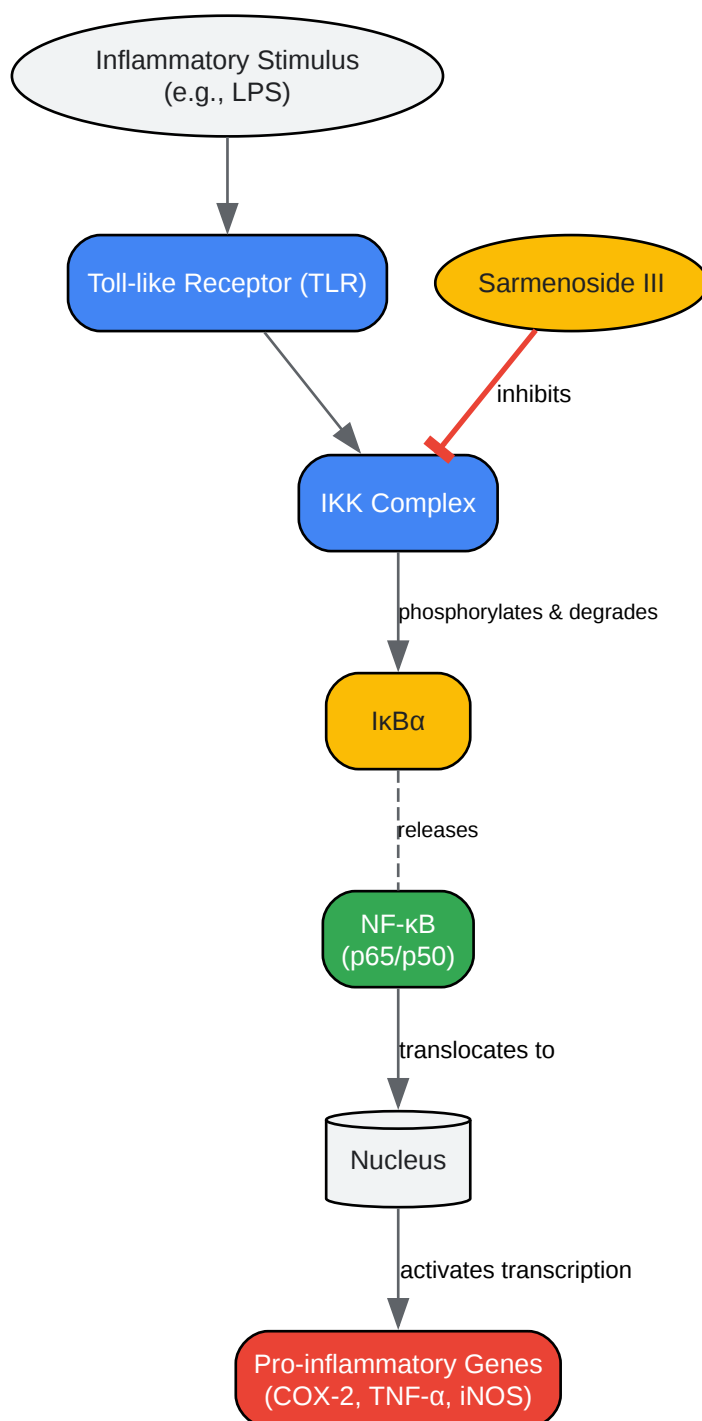 Inflammatory Stimulus
(e.g., LPS)
Toll-like Receptor (TLR)
Sarmenoside III
inhibits
IKK Complex
phosphorylates & degrades
IκBα
releases
NF-κB
(p65/p50)
translocates to
Nucleus
activates transcription
Pro-inflammatory Genes
(COX-2, TNF-α, iNOS)